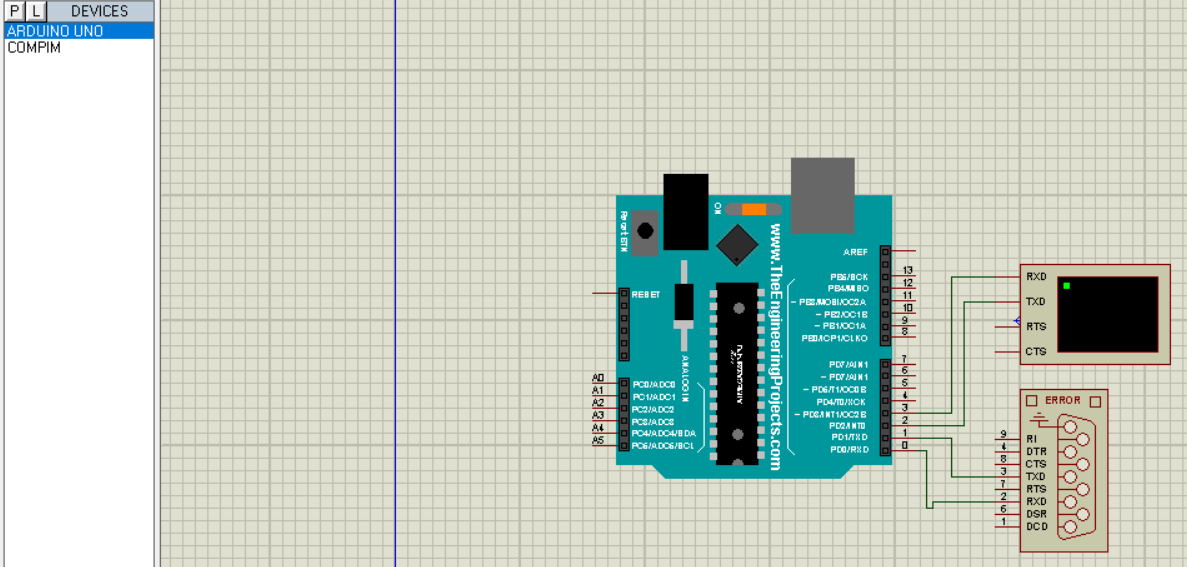 P L DEVICES
ARDUINO UNO
COMPIM
Reset BTN
ON
www.TheEngineeringProjects.com
RESET
ANALOG IN
A0 PC0/ADC0
A1 PC1/ADC1
A2 PC2/ADC2
A3 PC3/ADC3
A4 PC4/ADC4/SDA
A5 PC5/ADC5/SCL
AREF
PB5/SCK 13
PB4/MISO 12
~ PB3/MOSI/OC2A 11
~ PB2/OC1B 10
~ PB1/OC1A 9
PB0/ICP1/CLKO 8
PD7/AIN1 7
~ PD7/AIN1 6
~ PD6/T1/OC0B 5
PD4/T0/XCK 4
~ PD3/INT1/OC2B 3
PD2/INT0 2
PD1/TXD 1
PD0/RXD 0
RXD
TXD
RTS
CTS
ERROR
9 RI
4 DTR
8 CTS
3 TXD
7 RTS
2 RXD
6 DSR
1 DCD